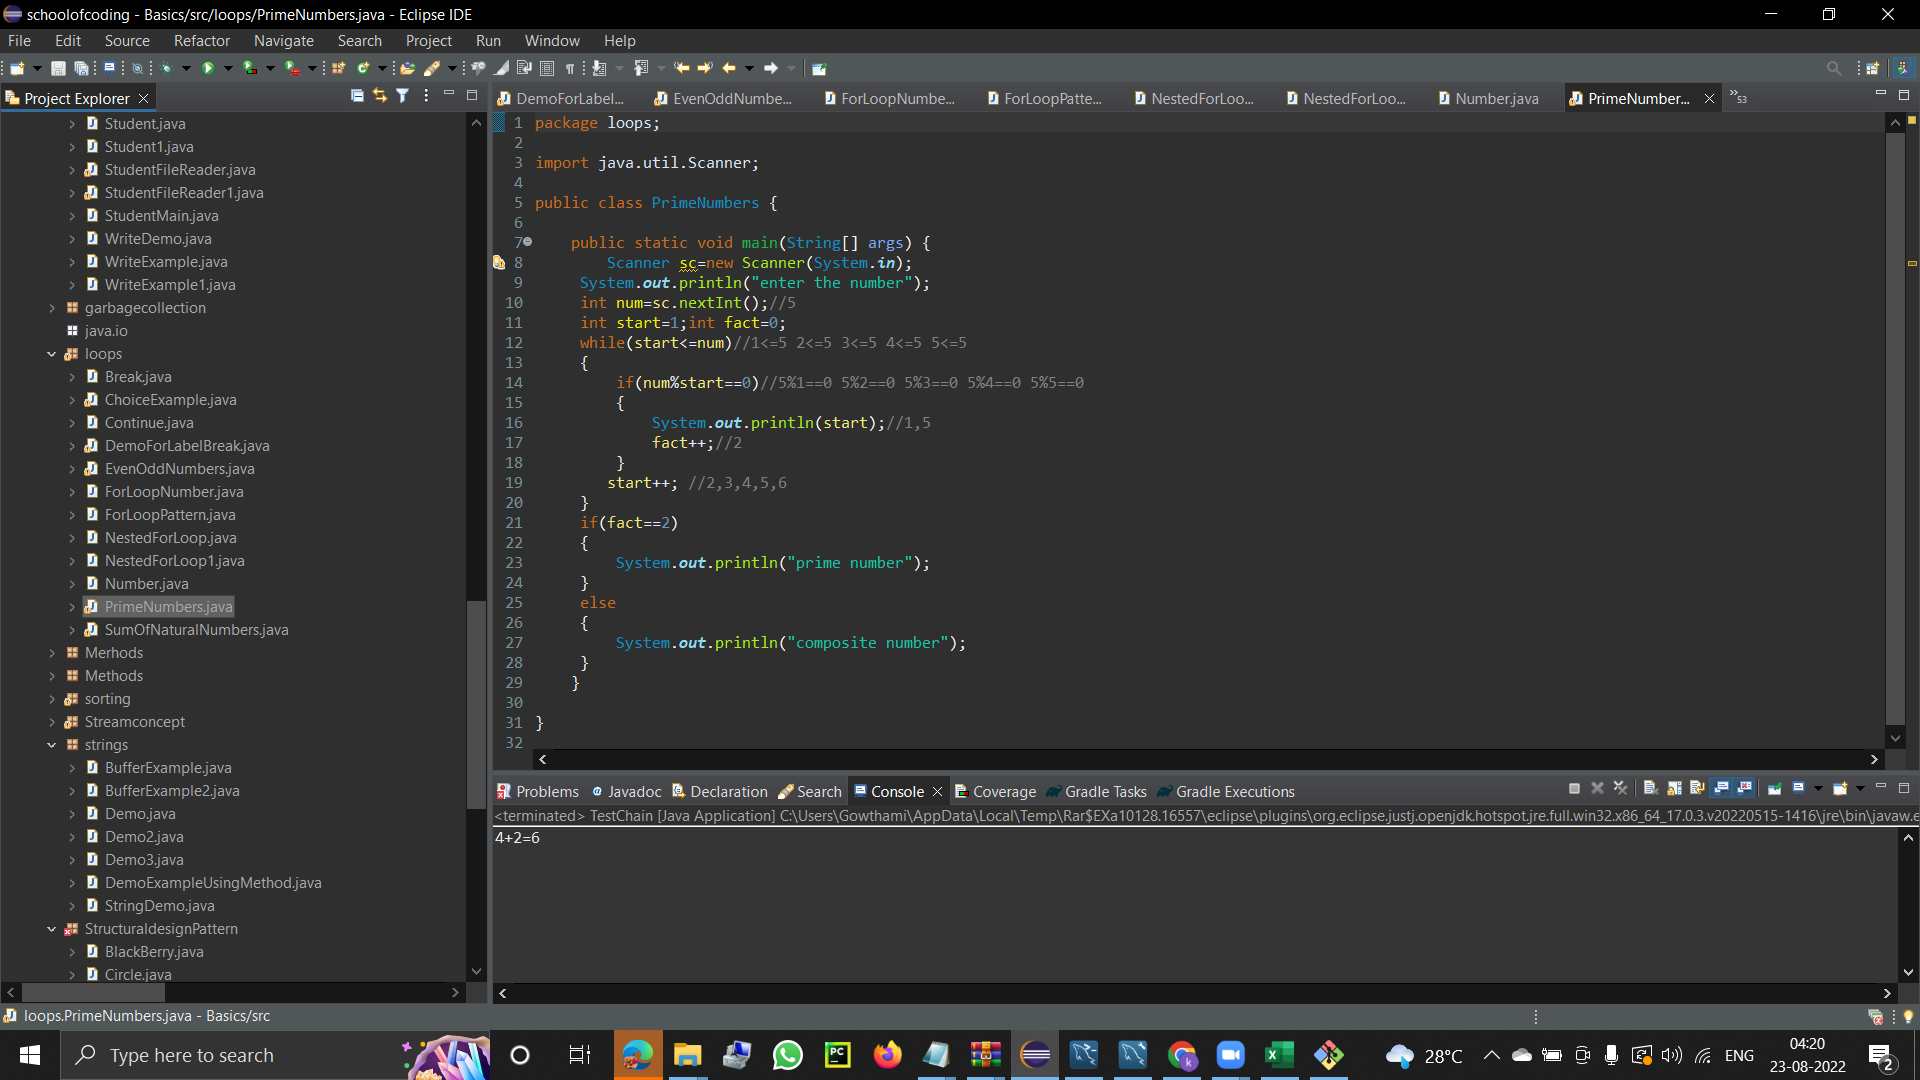 schoolofcoding - Basics/src/loops/PrimeNumbers.java - Eclipse IDE
File Edit Source Refactor Navigate Search Project Run Window Help
Project Explorer
Student.java
Student1.java
StudentFileReader.java
StudentFileReader1.java
StudentMain.java
WriteDemo.java
WriteExample.java
WriteExample1.java
garbagecollection
java.io
loops
Break.java
ChoiceExample.java
Continue.java
DemoForLabelBreak.java
EvenOddNumbers.java
ForLoopNumber.java
ForLoopPattern.java
NestedForLoop.java
NestedForLoop1.java
Number.java
PrimeNumbers.java
SumOfNaturalNumbers.java
Merhods
Methods
sorting
Streamconcept
strings
BufferExample.java
BufferExample2.java
Demo.java
Demo2.java
Demo3.java
DemoExampleUsingMethod.java
StringDemo.java
StructuraldesignPattern
BlackBerry.java
Circle.java
DemoForLabel... EvenOddNumbe... ForLoopNumbe... ForLoopPatte... NestedForLoo... NestedForLoo... Number.java PrimeNumber... »53
1 package loops;
2
3 import java.util.Scanner;
4
5 public class PrimeNumbers {
6
7 public static void main(String[] args) {
8 Scanner sc=new Scanner(System.in);
9 System.out.println("enter the number");
10 int num=sc.nextInt();//5
11 int start=1;int fact=0;
12 while(start<=num)//1<=5 2<=5 3<=5 4<=5 5<=5
13 {
14 if(num%start==0)//5%1==0 5%2==0 5%3==0 5%4==0 5%5==0
15 {
16 System.out.println(start);//1,5
17 fact++;//2
18 }
19 start++; //2,3,4,5,6
20 }
21 if(fact==2)
22 {
23 System.out.println("prime number");
24 }
25 else
26 {
27 System.out.println("composite number");
28 }
29 }
30
31 }
32
Problems Javadoc Declaration Search Console Coverage Gradle Tasks Gradle Executions
<terminated> TestChain [Java Application] C:\Users\Gowthami\AppData\Local\Temp\Rar$EXa10128.16557\eclipse\plugins\org.eclipse.justj.openjdk.hotspot.jre.full.win32.x86_64_17.0.3.v20220515-1416\jre\bin\javaw.e
4+2=6
loops.PrimeNumbers.java - Basics/src
Type here to search
PC
k
28°C
ENG
04:20
23-08-2022
2